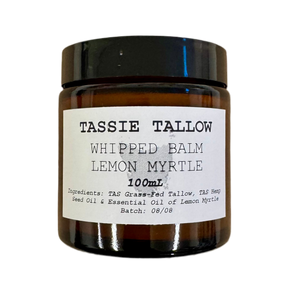 TASSIE TALLOW
WHIPPED BALM
LEMON MYRTLE
100mL
Ingredients: TAS Grass-Fed Tallow, TAS Hemp
Seed Oil & Essential Oil of Lemon Myrtle
Batch: 08/08